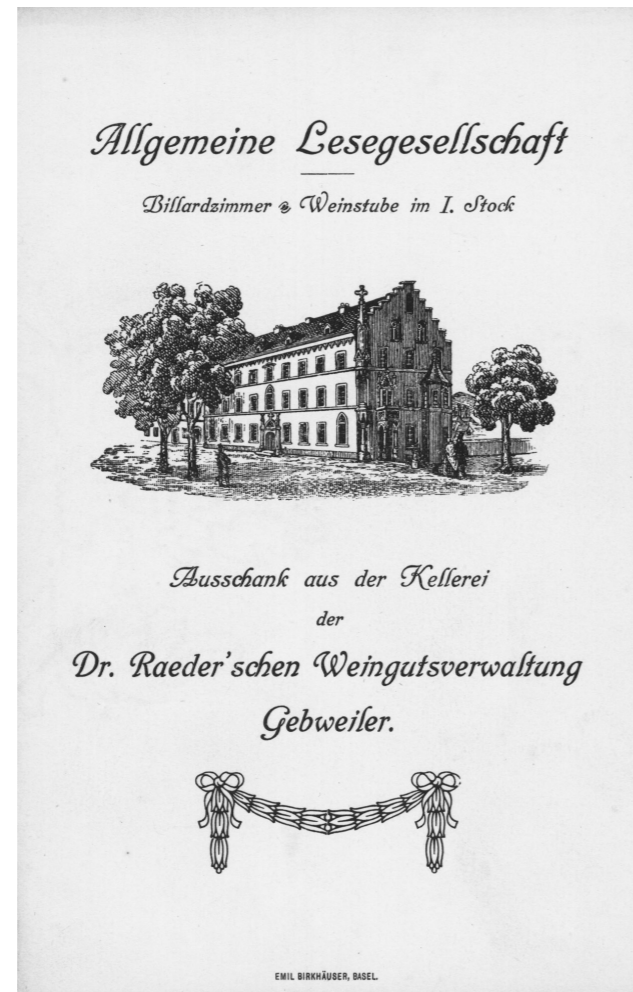 Allgemeine Lesegesellschaft
Billardzimmer & Weinstube im I. Stock
Ausschank aus der Kellerei
der
Dr. Raeder'schen Weingutsverwaltung
Gebweiler.
EMIL BIRKHÄUSER, BASEL.